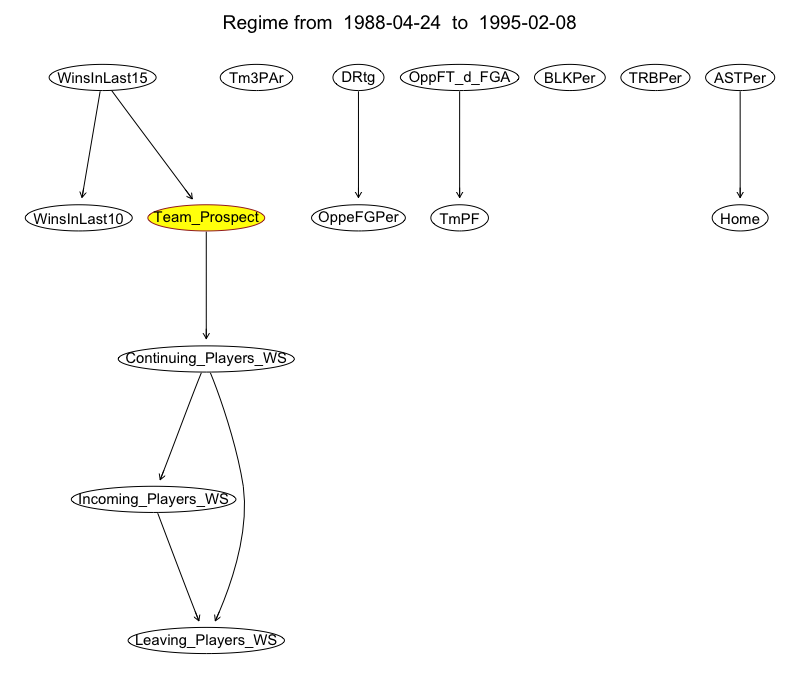 Regime from 1988-04-24 to 1995-02-08
WinsInLast15 Tm3PAr DRtg OppFT_d_FGA BLKPer TRBPer ASTPer
WinsInLast10 Team_Prospect OppeFGPer TmPF Home
Continuing_Players_WS
Incoming_Players_WS
Leaving_Players_WS